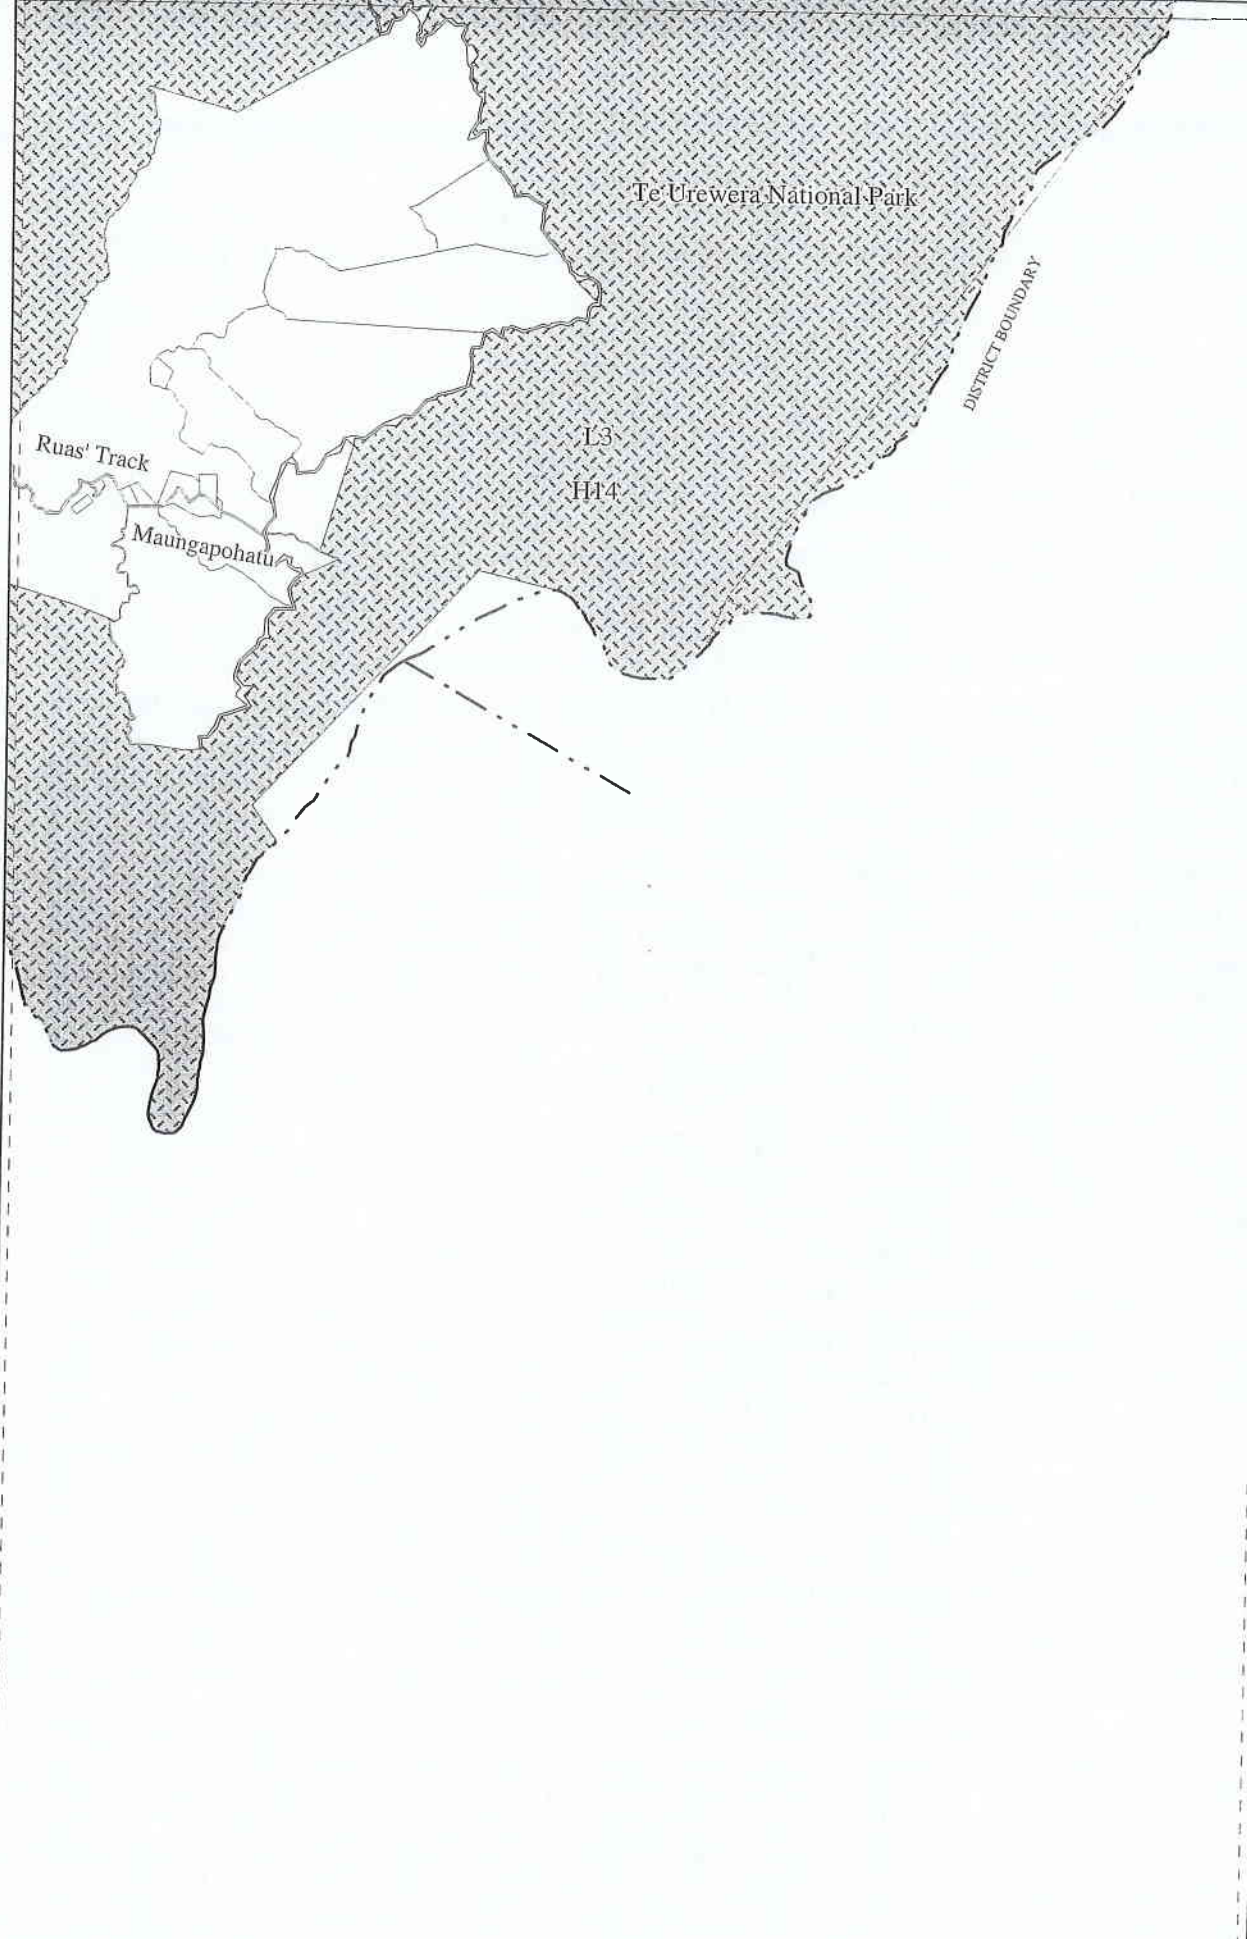 Te Urewera National Park
DISTRICT BOUNDARY
L3
H14
Ruas' Track
Maungapohatu